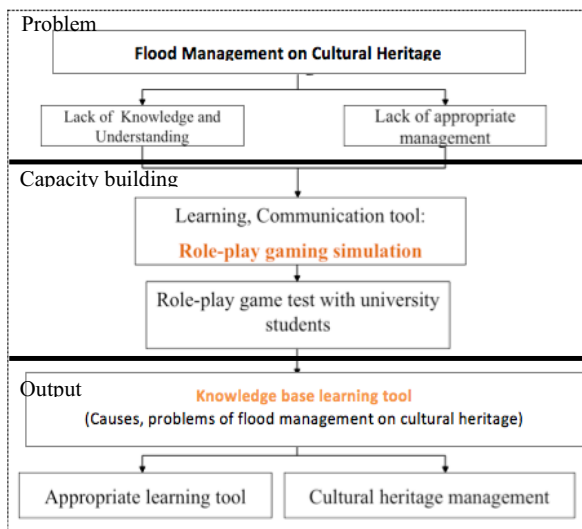 Problem
Flood Management on Cultural Heritage
Lack of Knowledge and
Understanding
Lack of appropriate
management
Capacity building
Learning, Communication tool:
Role-play gaming simulation
Role-play game test with university
students
Output
Knowledge base learning tool
(Causes, problems of flood management on cultural heritage)
Appropriate learning tool
Cultural heritage management